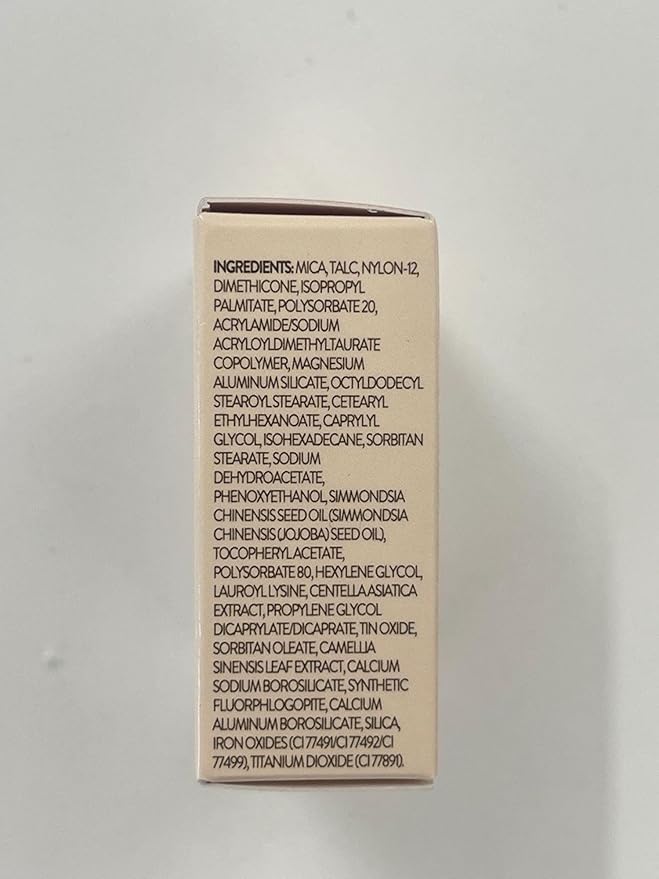 INGREDIENTS: MICA, TALC, NYLON-12,
DIMETHICONE, ISOPROPYL
PALMITATE, POLYSORBATE 20,
ACRYLAMIDE/SODIUM
ACRYLOYLDIMETHYLTAURATE
COPOLYMER, MAGNESIUM
ALUMINUM SILICATE, OCTYLDODECYL
STEAROYL STEARATE, CETEARYL
ETHYLHEXANOATE, CAPRYLYL
GLYCOL, ISOHEXADECANE, SORBITAN
STEARATE, SODIUM
DEHYDROACETATE,
PHENOXYETHANOL, SIMMONDSIA
CHINENSIS SEED OIL (SIMMONDSIA
CHINENSIS (JOJOBA) SEED OIL),
TOCOPHERYL ACETATE,
POLYSORBATE 80, HEXYLENE GLYCOL,
LAUROYL LYSINE, CENTELLA ASIATICA
EXTRACT, PROPYLENE GLYCOL
DICAPRYLATE/DICAPRATE, TIN OXIDE,
SORBITAN OLEATE, CAMELLIA
SINENSIS LEAF EXTRACT, CALCIUM
SODIUM BOROSILICATE, SYNTHETIC
FLUORPHLOGOPITE, CALCIUM
ALUMINUM BOROSILICATE, SILICA,
IRON OXIDES (CI 77491/CI 77492/CI
77499), TITANIUM DIOXIDE (CI 77891).